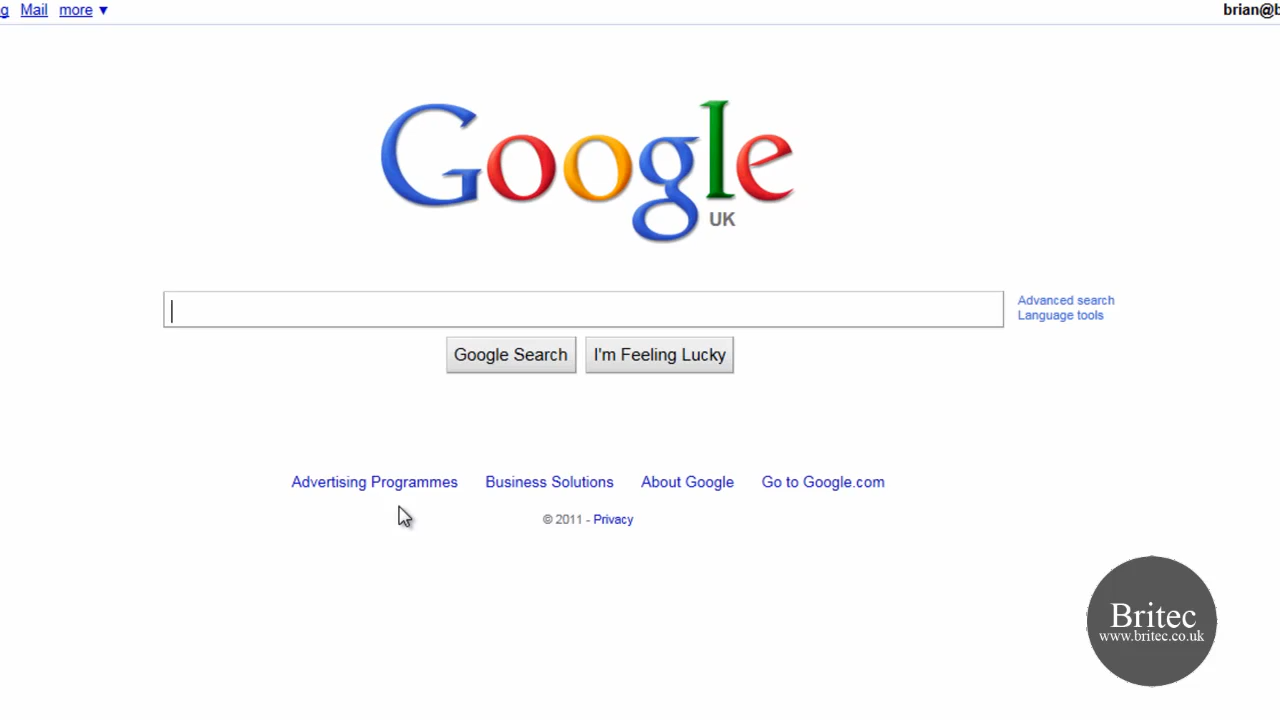 Mail more ▼
brian@b
Google
UK
Advanced search
Language tools
Google Search I'm Feeling Lucky
Advertising Programmes Business Solutions About Google Go to Google.com
© 2011 - Privacy
Britec
www.britec.co.uk